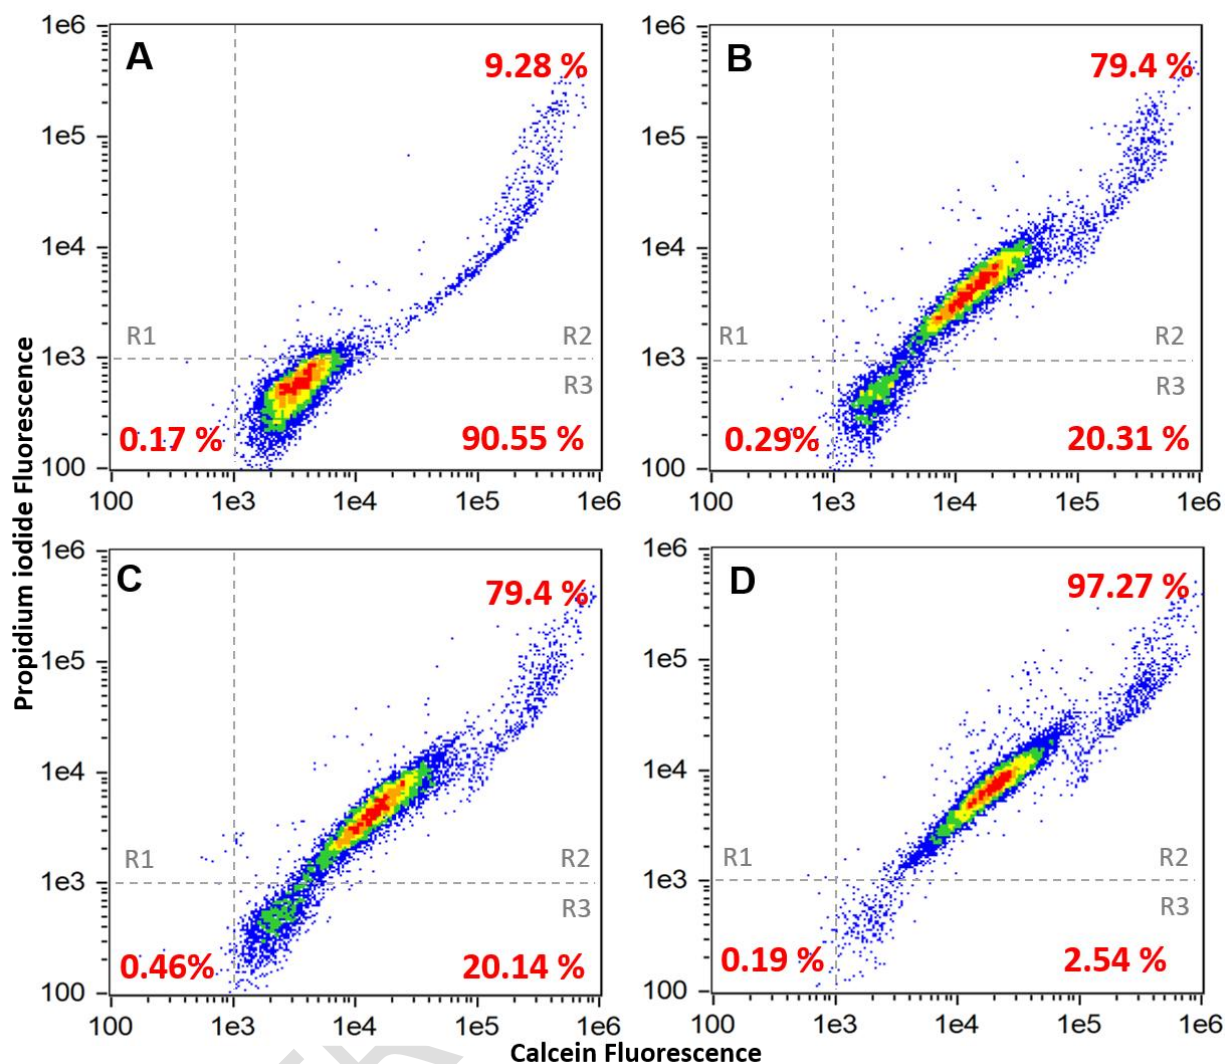 Propidium iodide Fluorescence
1e6
A
9.28 %
1e5
1e4
R1
R2
1e3
R3
0.17 %
90.55 %
100
100
1e3
1e4
1e5
1e6
1e6
B
79.4 %
1e5
1e4
R1
R2
1e3
R3
0.29%
20.31 %
100
100
1e3
1e4
1e5
1e6
1e6
C
79.4 %
1e5
1e4
R1
R2
1e3
R3
0.46%
20.14 %
100
100
1e3
1e4
1e5
1e6
1e6
D
97.27 %
1e5
1e4
R1
R2
1e3
R3
0.19 %
2.54 %
100
100
1e3
1e4
1e5
1e6
Calcein Fluorescence